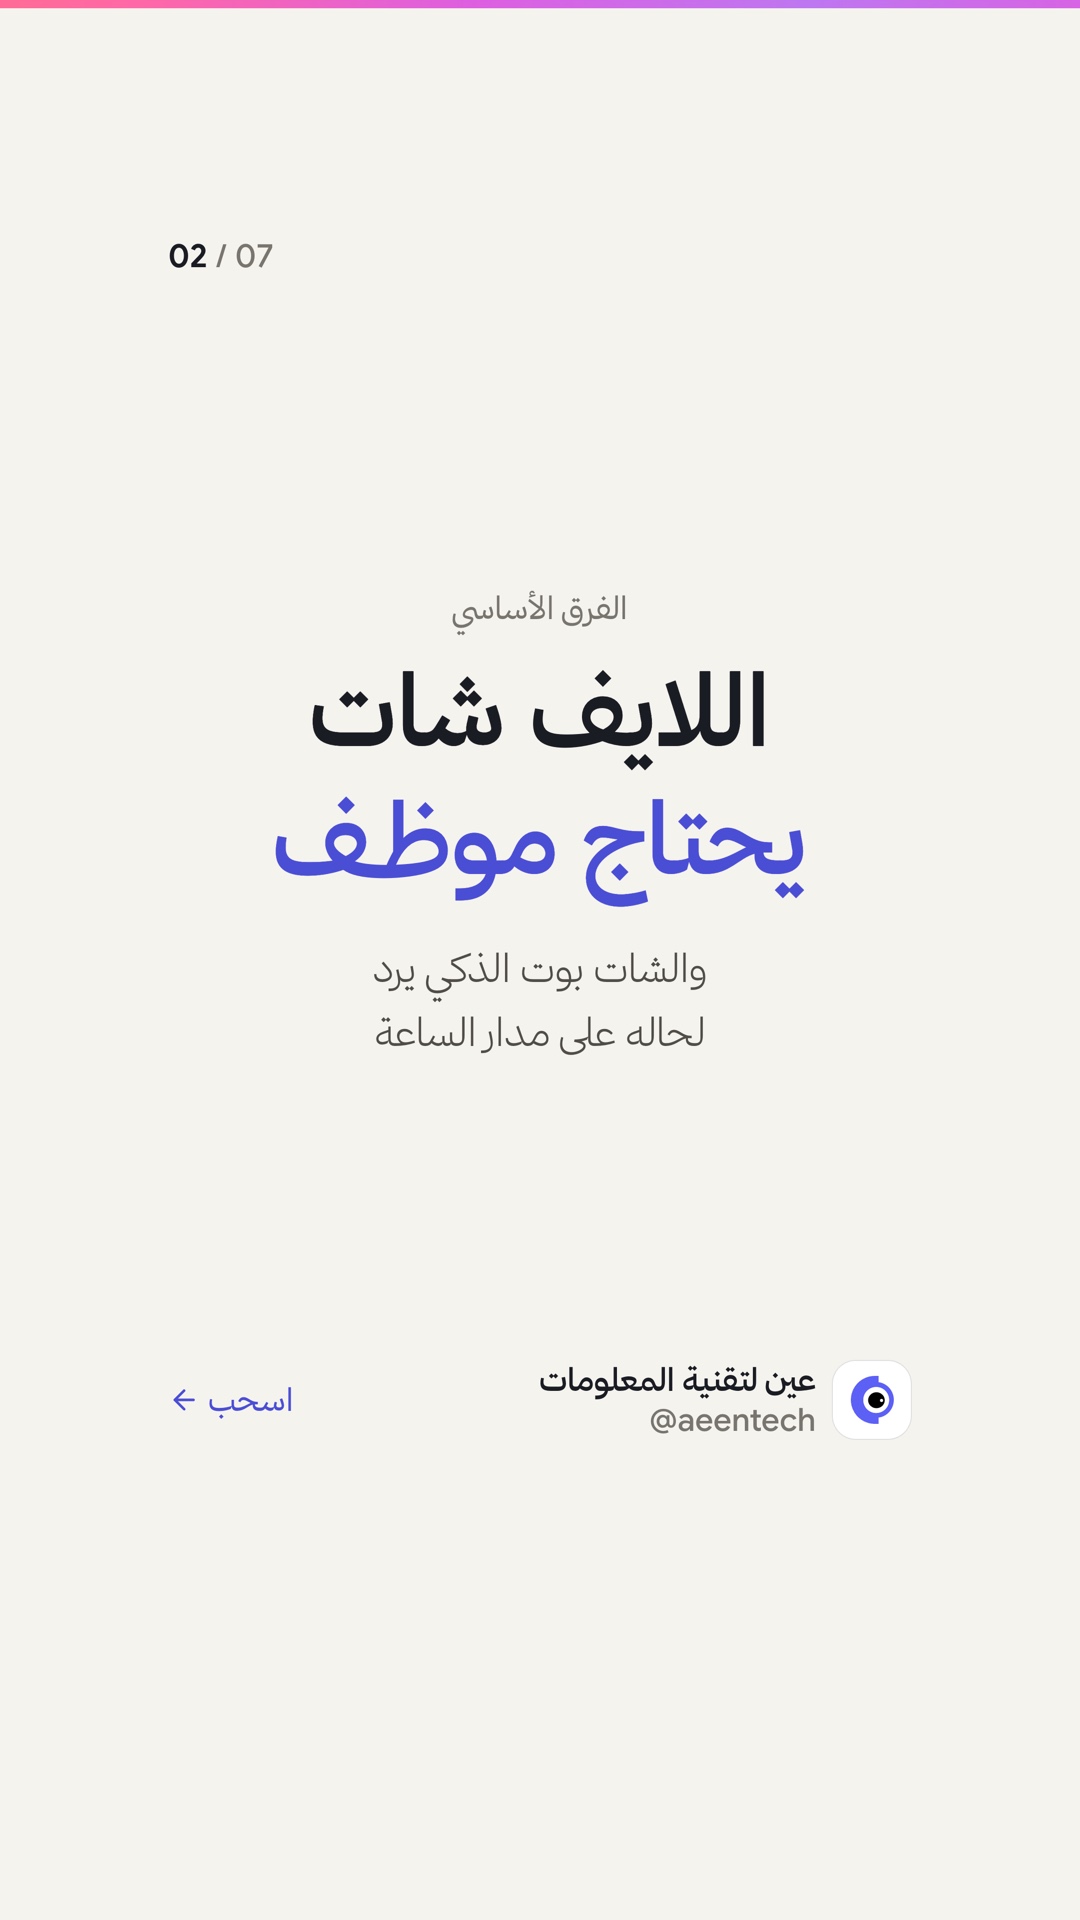 02 / 07
الفرق الأساسي
اللايف شات
يحتاج موظف
والشات بوت الذكي يرد
لحاله على مدار الساعة
عين لتقنية المعلومات
@aeentech
اسحب ←